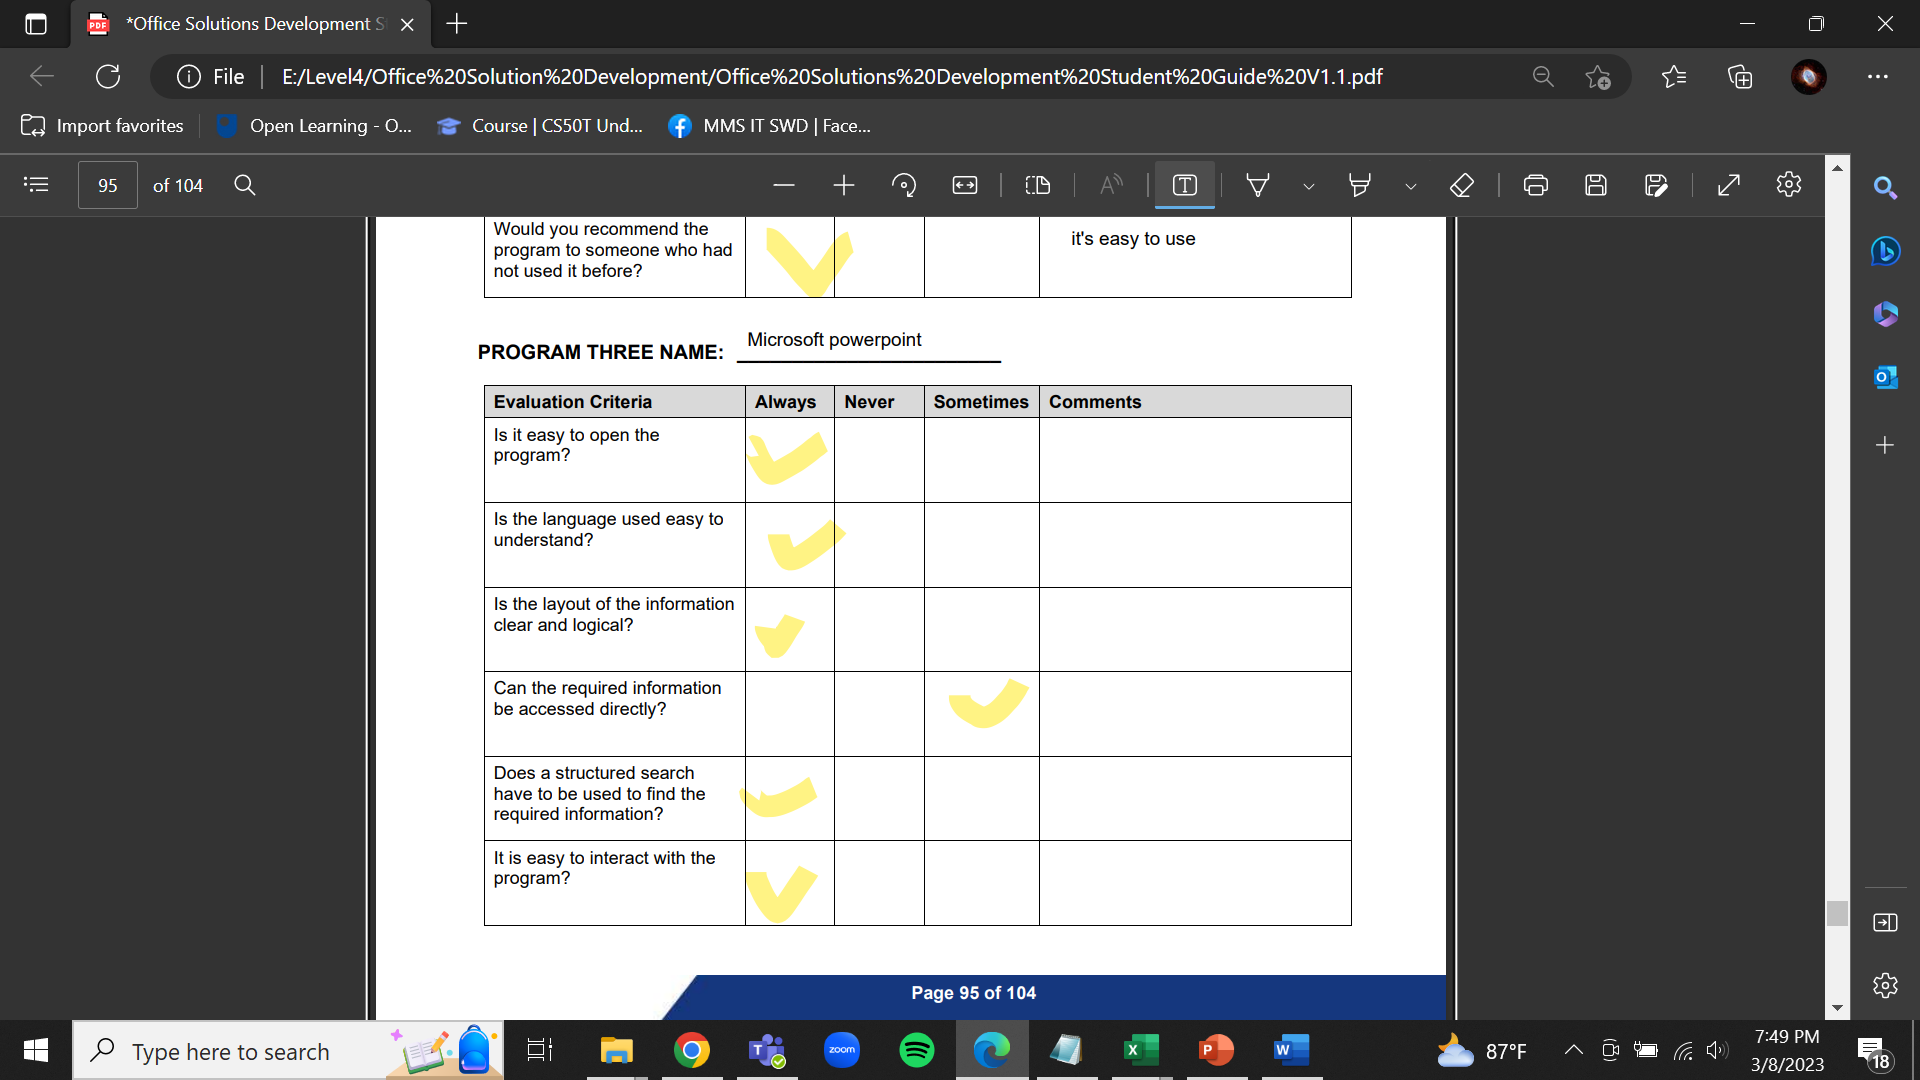 *Office Solutions Development S
File
E:/Level4/Office%20Solution%20Development/Office%20Solutions%20Development%20Student%20Guide%20V1.1.pdf
Import favorites
Open Learning - O...
Course | CS50T Und...
MMS IT SWD | Face...
95 of 104
Would you recommend the
program to someone who had
not used it before?
it's easy to use
PROGRAM THREE NAME: Microsoft powerpoint
Evaluation Criteria Always Never Sometimes Comments
Is it easy to open the
program?
Is the language used easy to
understand?
Is the layout of the information
clear and logical?
Can the required information
be accessed directly?
Does a structured search
have to be used to find the
required information?
It is easy to interact with the
program?
Page 95 of 104
Type here to search
zoom
87°F
7:49 PM
3/8/2023
18